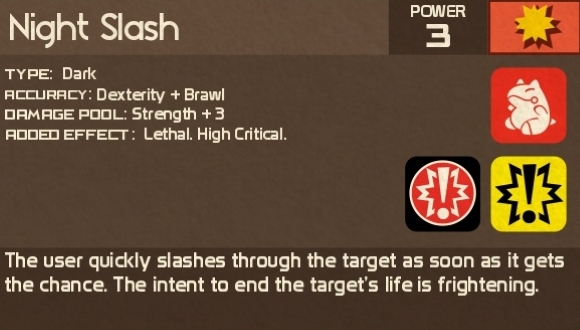 Night Slash
POWER
3
TYPE: Dark
ACCURACY: Dexterity + Brawl
DAMAGE POOL: Strength + 3
ADDED EFFECT: Lethal. High Critical.
The user quickly slashes through the target as soon as it gets
the chance. The intent to end the target's life is frightening.